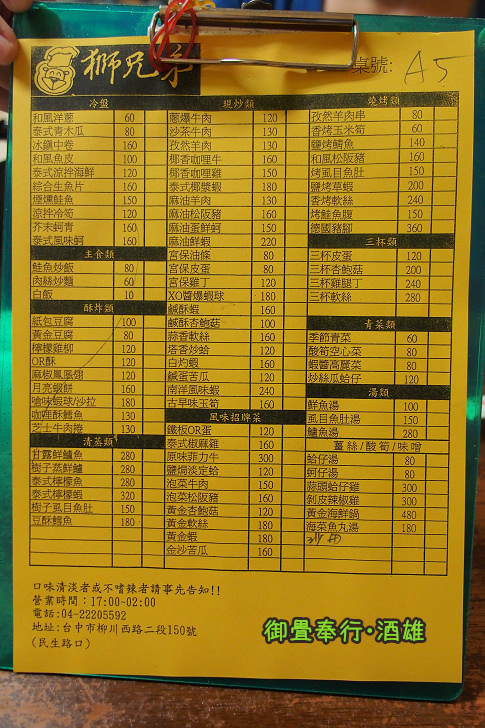 獅兄弟
桌號: A5
冷盤
和風洋蔥 60
泰式青木瓜 80
冰鎮中卷 160
和風魚皮 100
泰式涼拌海鮮 120
綜合生魚片 160
煙燻鮭魚 150
涼拌冷筍 120
芥末蚵青 160
泰式風味蚵 160
主食類
鮭魚炒飯 80
肉絲炒麵 60
白飯 10
酥炸類
紙包豆腐 100
黃金豆腐 80
檸檬雞柳 120
OR酥 120
麻椒鳳凰翅 120
月亮蝦餅 160
嗆味蝦球/沙拉 180
咖哩酥鱈魚 130
芝士牛肉捲 130
清蒸類
甘露鮮鱸魚 280
樹子蒸鮮鱸 280
泰式檸檬魚 280
泰式檸檬蝦 320
樹子虱目魚肚 150
豆酥鱈魚 180
現炒類
蔥爆牛肉 120
沙茶牛肉 130
孜然羊肉 130
椰香咖哩牛 160
椰香咖哩雞 150
泰式椰漿蝦 180
麻油羊肉 130
麻油松阪豬 160
麻油蛋鮮蚵 150
麻油鮮蝦 220
宮保油條 80
宮保皮蛋 80
宮保雞丁 120
XO醬爆蝦球 180
鹹酥蝦 160
鹹酥杏鮑菇 100
蒜香軟絲 160
塔香炒蛤 120
白灼蝦 160
鹹蛋苦瓜 120
南洋風味蝦 240
古早味玉筍 160
風味招牌菜
鐵板OR蛋 120
泰式椒麻雞 160
原味菲力牛 300
鹽焗淡定蛤 120
泡菜牛肉 150
泡菜松阪豬 160
黃金杏鮑菇 120
黃金軟絲 180
黃金蝦 180
金沙苦瓜 160
燒烤類
孜然羊肉串 80
香烤玉米筍 60
鹽烤鯖魚 140
和風松阪豬 160
烤虱目魚肚 150
鹽烤草蝦 200
香烤軟絲 240
烤鮭魚腹 150
德國豬腳 360
三杯類
三杯皮蛋 120
三杯杏鮑菇 200
三杯雞腿丁 240
三杯軟絲 280
青菜類
季節青菜 60
酸筍空心菜 80
蝦醬高麗菜 80
炒絲瓜蛤仔 120
湯類
鮮魚湯 100
虱目魚肚湯 150
鱸魚湯 280
薑絲/酸筍/味噌
蛤仔湯 80
蚵仔湯 80
蒜頭蛤仔雞 300
剝皮辣椒雞 300
黃金海鮮鍋 480
海菜魚丸湯 180
口味清淡者或不嗜辣者請事先告知!!
營業時間:17:00~02:00
電話:04-22205592
地址:台中市柳川西路二段150號
(民生路口)
御疊奉行·酒雄